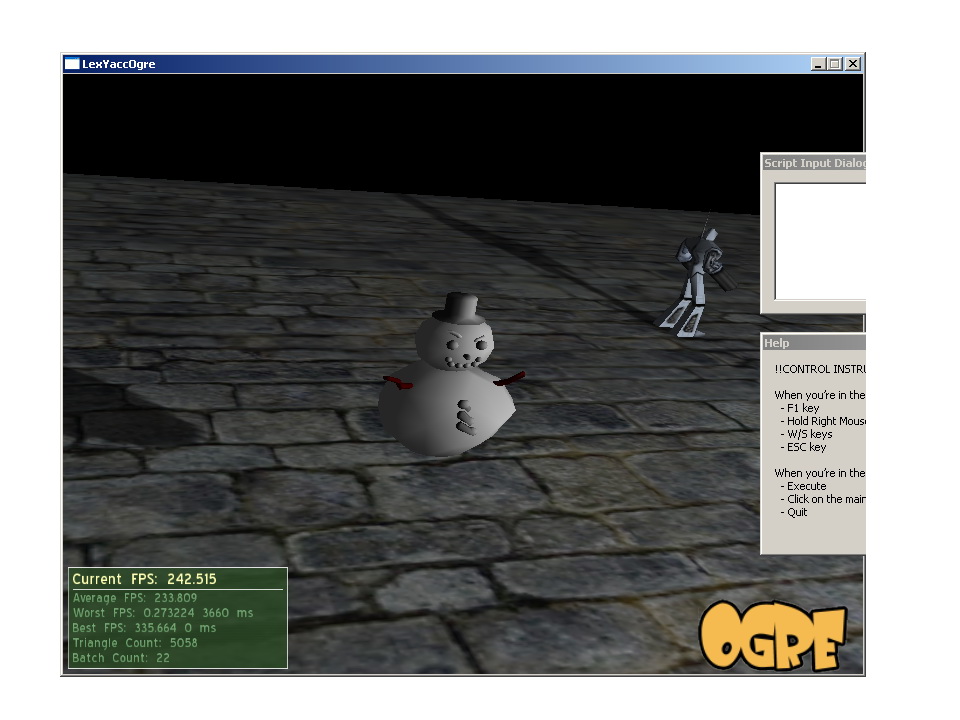 LexYaccOgre
Script Input Dialog
Help
!!CONTROL INSTRU
When you're in the
- F1 key
- Hold Right Mouse
- W/S keys
- ESC key
When you're in the
- Execute
- Click on the main
- Quit
Current FPS: 242.515
Average FPS: 233.809
Worst FPS: 0.273224 3660 ms
Best FPS: 335.664 0 ms
Triangle Count: 5058
Batch Count: 22
OGRE